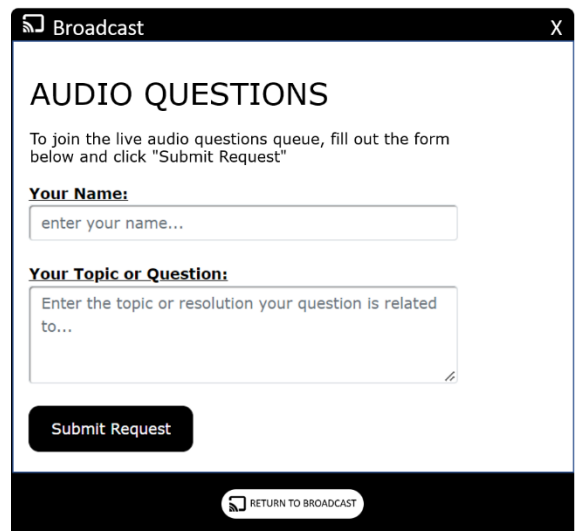 Broadcast X
AUDIO QUESTIONS
To join the live audio questions queue, fill out the form
below and click "Submit Request"
Your Name:
enter your name...
Your Topic or Question:
Enter the topic or resolution your question is related
to...
Submit Request
RETURN TO BROADCAST